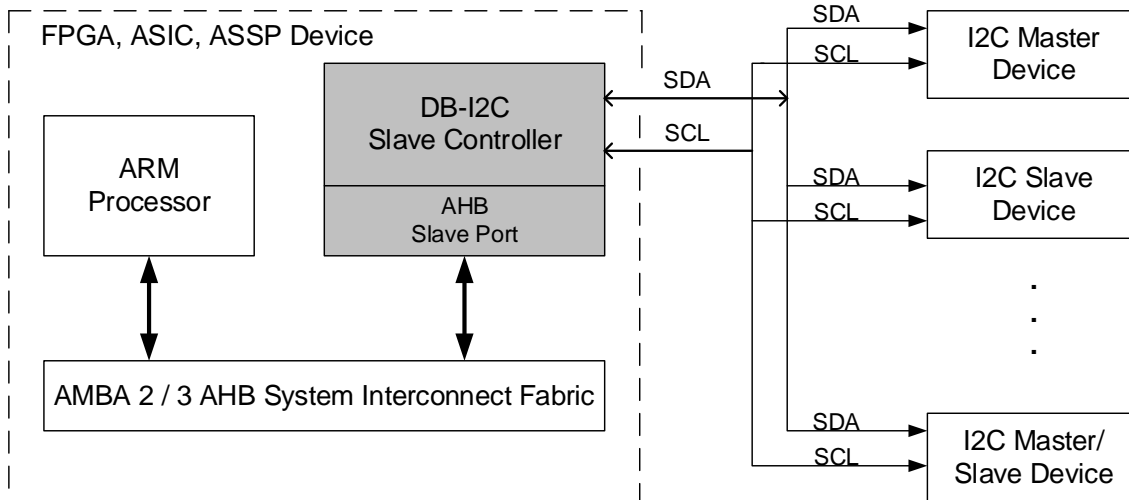 FPGA, ASIC, ASSP Device
ARM
Processor
DB-I2C
Slave Controller
AHB
Slave Port
AMBA 2 / 3 AHB System Interconnect Fabric
SDA
SCL
SDA
SCL
I2C Master
Device
SDA
SCL
I2C Slave
Device
SDA
SCL
I2C Master/
Slave Device